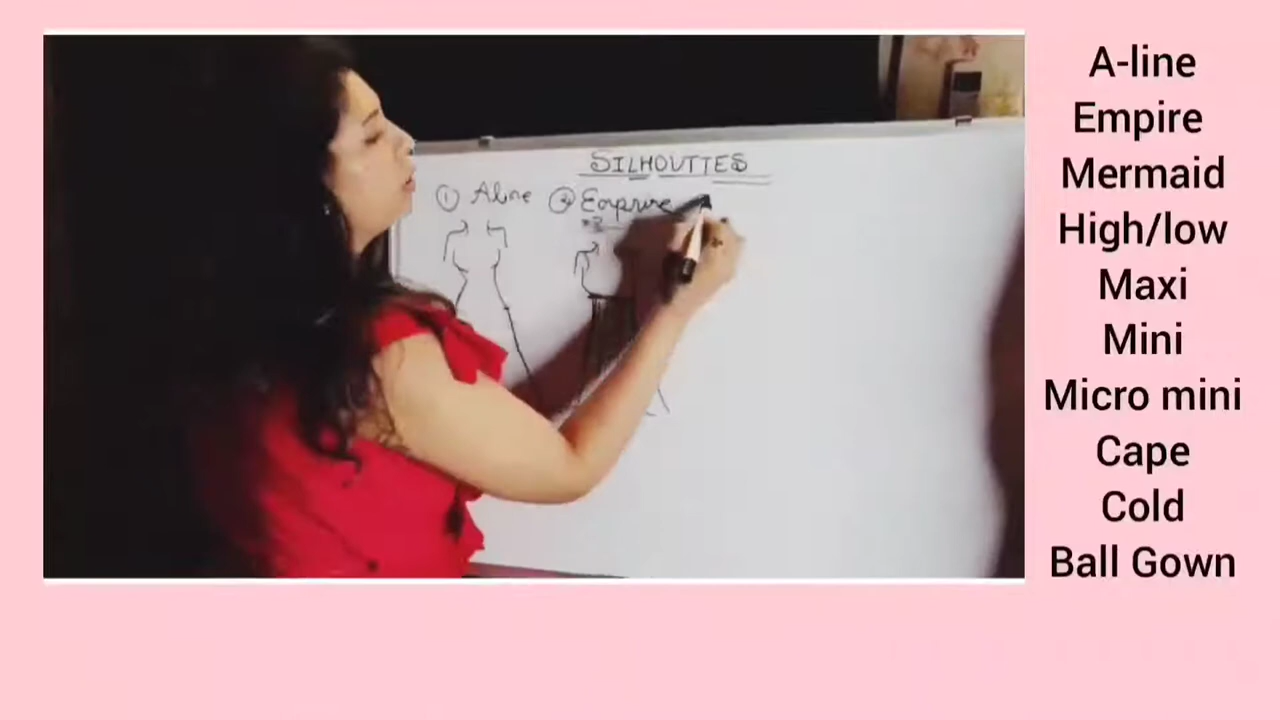 SILHOUTTES
① Aline ② Empire
A-line
Empire
Mermaid
High/low
Maxi
Mini
Micro mini
Cape
Cold
Ball Gown